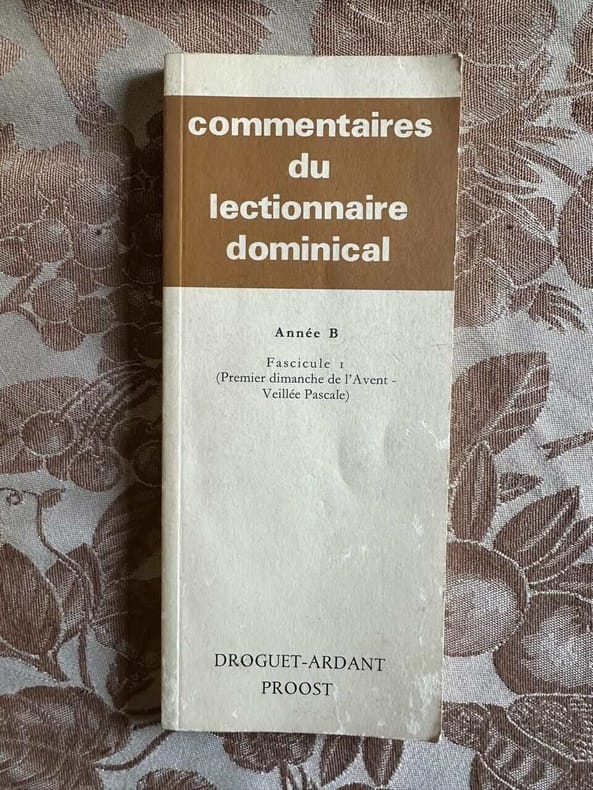 commentaires
du
lectionnaire
dominical
Année B
Fascicule 1
(Premier dimanche de l'Avent -
Veillée Pascale)
DROGUET-ARDANT
PROOST